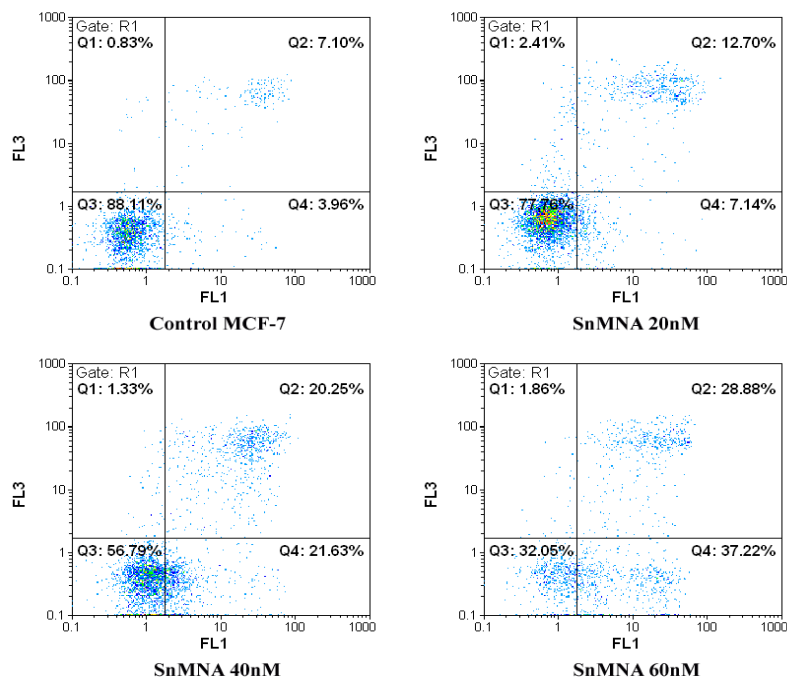 Gate: R1
Q1: 0.83%
Q2: 7.10%
Q3: 88.11%
Q4: 3.96%
1000
100
10
1
0.1
FL3
0.1
1
10
100
1000
FL1
Control MCF-7
Gate: R1
Q1: 2.41%
Q2: 12.70%
Q3: 77.76%
Q4: 7.14%
1000
100
10
1
0.1
FL3
0.1
1
10
100
1000
FL1
SnMNA 20nM
Gate: R1
Q1: 1.33%
Q2: 20.25%
Q3: 56.79%
Q4: 21.63%
1000
100
10
1
0.1
FL3
0.1
1
10
100
1000
FL1
SnMNA 40nM
Gate: R1
Q1: 1.86%
Q2: 28.88%
Q3: 32.05%
Q4: 37.22%
1000
100
10
1
0.1
FL3
0.1
1
10
100
1000
FL1
SnMNA 60nM